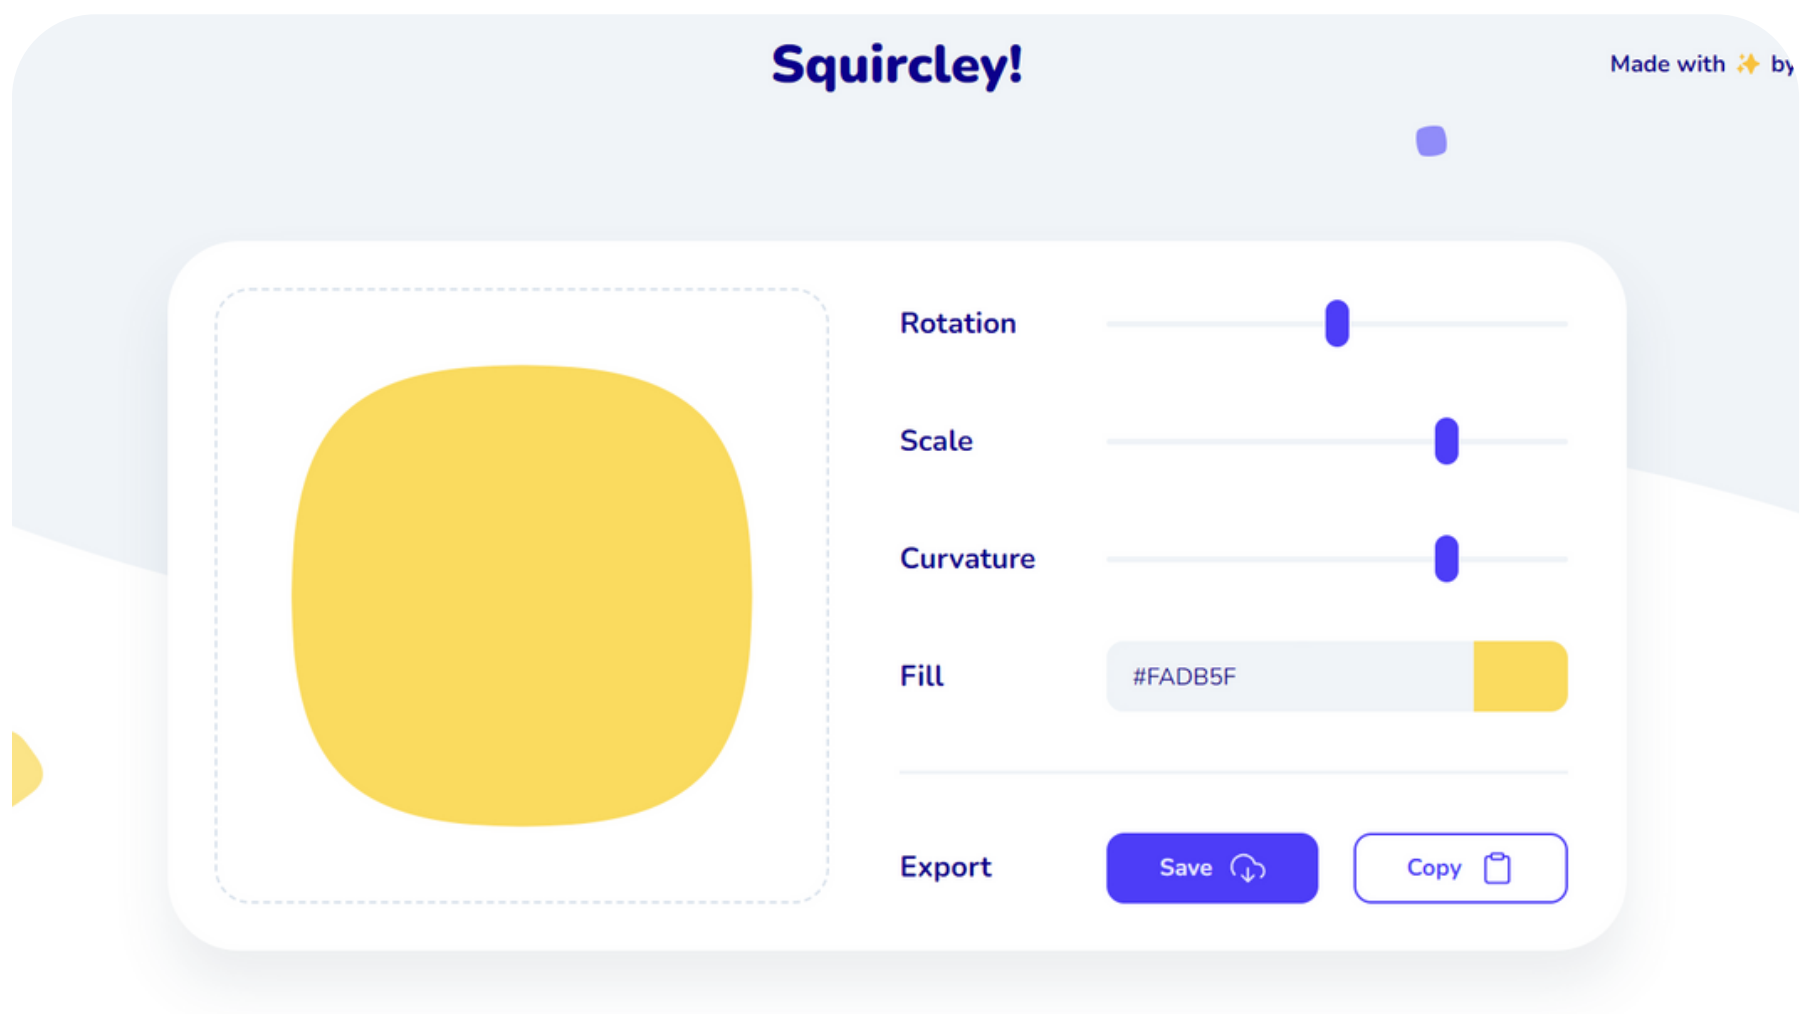 Squircley!
Made with ✨ by
Rotation
Scale
Curvature
Fill
#FADB5F
Export
Save
Copy